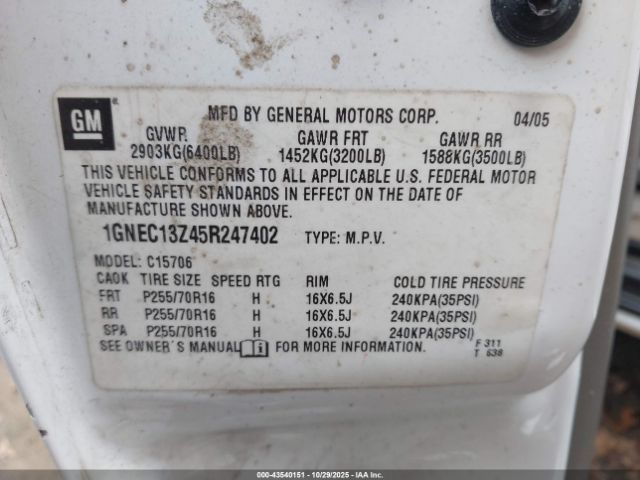 GM
MFD BY GENERAL MOTORS CORP. 04/05
GVWR GAWR FRT GAWR RR
2903KG(6400LB) 1452KG(3200LB) 1588KG(3500LB)
THIS VEHICLE CONFORMS TO ALL APPLICABLE U.S. FEDERAL MOTOR
VEHICLE SAFETY STANDARDS IN EFFECT ON THE DATE OF
MANUFACTURE SHOWN ABOVE.
1GNEC13Z45R247402 TYPE: M.P.V.
MODEL: C15706
CAOK TIRE SIZE SPEED RTG RIM COLD TIRE PRESSURE
FRT P255/70R16 H 16X6.5J 240KPA(35PSI)
RR P255/70R16 H 16X6.5J 240KPA(35PSI)
SPA P255/70R16 H 16X6.5J 240KPA(35PSI)
SEE OWNER'S MANUAL FOR MORE INFORMATION. F 311
T 638
000-43540151 - 10/29/2025 - IAAI.com